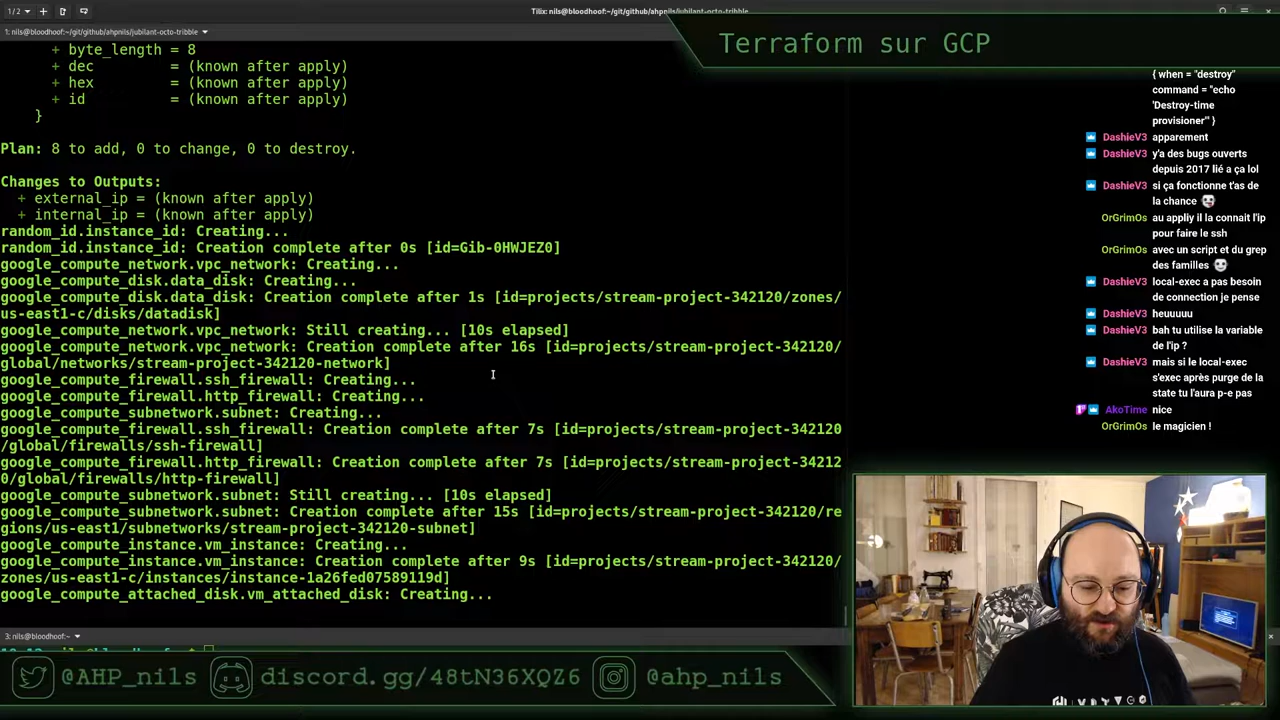 1 / 2
Tilix: nils@bloodhoof:~/git/github/ahpnils/jubilant-octo-tribble
1: nils@bloodhoof:~/git/github/ahpnils/jubilant-octo-tribble
Terraform sur GCP
+ byte_length = 8
+ dec         = (known after apply)
+ hex         = (known after apply)
+ id          = (known after apply)
}
Plan: 8 to add, 0 to change, 0 to destroy.
Changes to Outputs:
+ external_ip = (known after apply)
+ internal_ip = (known after apply)
random_id.instance_id: Creating...
random_id.instance_id: Creation complete after 0s [id=Gib-0HWJEZ0]
google_compute_network.vpc_network: Creating...
google_compute_disk.data_disk: Creating...
google_compute_disk.data_disk: Creation complete after 1s [id=projects/stream-project-342120/zones/
us-east1-c/disks/datadisk]
google_compute_network.vpc_network: Still creating... [10s elapsed]
google_compute_network.vpc_network: Creation complete after 16s [id=projects/stream-project-342120/
global/networks/stream-project-342120-network]
google_compute_firewall.ssh_firewall: Creating...
google_compute_firewall.http_firewall: Creating...
google_compute_subnetwork.subnet: Creating...
google_compute_firewall.ssh_firewall: Creation complete after 7s [id=projects/stream-project-342120
/global/firewalls/ssh-firewall]
google_compute_firewall.http_firewall: Creation complete after 7s [id=projects/stream-project-34212
0/global/firewalls/http-firewall]
google_compute_subnetwork.subnet: Still creating... [10s elapsed]
google_compute_subnetwork.subnet: Creation complete after 15s [id=projects/stream-project-342120/re
gions/us-east1/subnetworks/stream-project-342120-subnet]
google_compute_instance.vm_instance: Creating...
google_compute_instance.vm_instance: Creation complete after 9s [id=projects/stream-project-342120/
zones/us-east1-c/instances/instance-1a26fed07589119d]
google_compute_attached_disk.vm_attached_disk: Creating...
3: nils@bloodhoof:~
{ when = "destroy"
command = "echo
'Destroy-time
provisioner'" }
DashieV3 apparement
DashieV3 y'a des bugs ouverts
depuis 2017 lié a ça lol
DashieV3 si ça fonctionne t'as de
la chance
OrGrimOs au apply il la connait l'ip
pour faire le ssh
OrGrimOs avec un script et du grep
des familles
DashieV3 local-exec a pas besoin
de connection je pense
DashieV3 heuuuuu
DashieV3 bah tu utilise la variable
de l'ip ?
DashieV3 mais si le local-exec
s'exec après purge de la
state tu l'aura p-e pas
AkoTime nice
OrGrimOs le magicien !
@AHP_nils
discord.gg/48tN36XQZ6
@ahp_nils